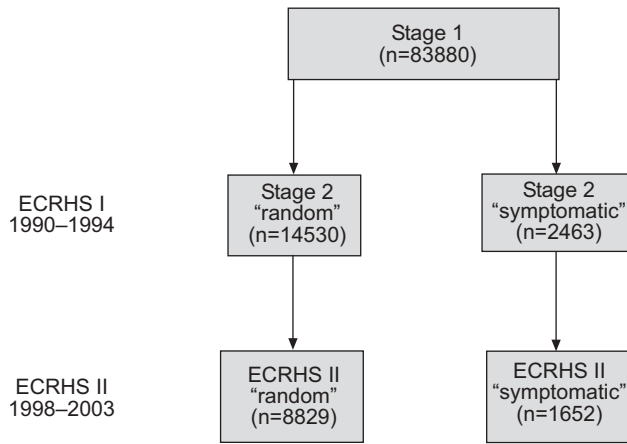 Stage 1
(n=83880)
ECRHS I
1990–1994
Stage 2
“random”
(n=14530)
Stage 2
“symptomatic”
(n=2463)
ECRHS II
1998–2003
ECRHS II
“random”
(n=8829)
ECRHS II
“symptomatic”
(n=1652)